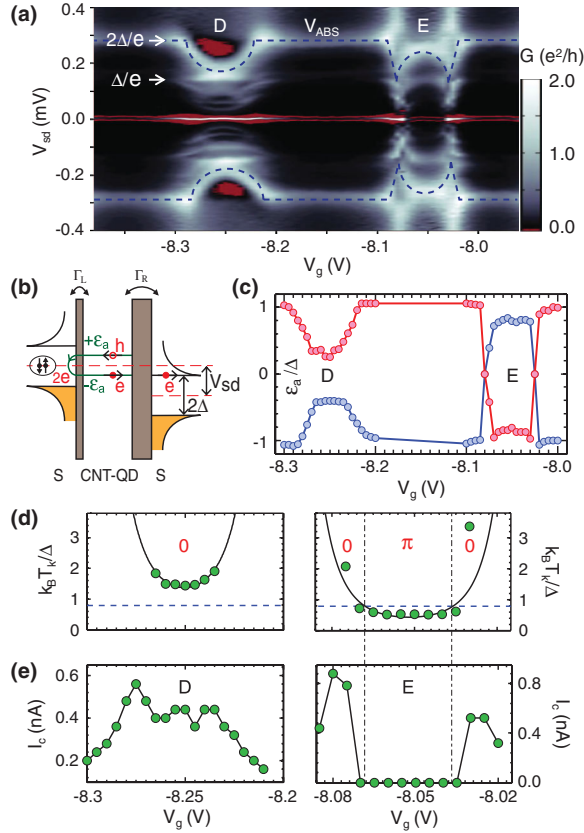 (a)
0.4
0.2
0.0
-0.2
-0.4
V_sd (mV)
2Δ/e
Δ/e
D
V_ABS
E
G (e²/h)
2.0
1.0
0.0
-8.3
-8.2
-8.1
-8.0
V_g (V)
(b)
Γ_L
Γ_R
+ε_a
h
2e
-ε_a
e
e
V_sd
2Δ
S
CNT-QD
S
(c)
1
0
-1
ε_a/Δ
D
E
-8.3
-8.2
-8.1
-8.0
V_g (V)
(d)
k_BT_k/Δ
3
2
1
0
0
0
π
0
3
2
1
0
k_BT_k/Δ
(e)
I_c (nA)
0.6
0.4
0.2
D
-8.3
-8.25
-8.2
V_g (V)
E
0.8
0.4
0.0
I_c (nA)
-8.08
-8.05
-8.02
V_g (V)